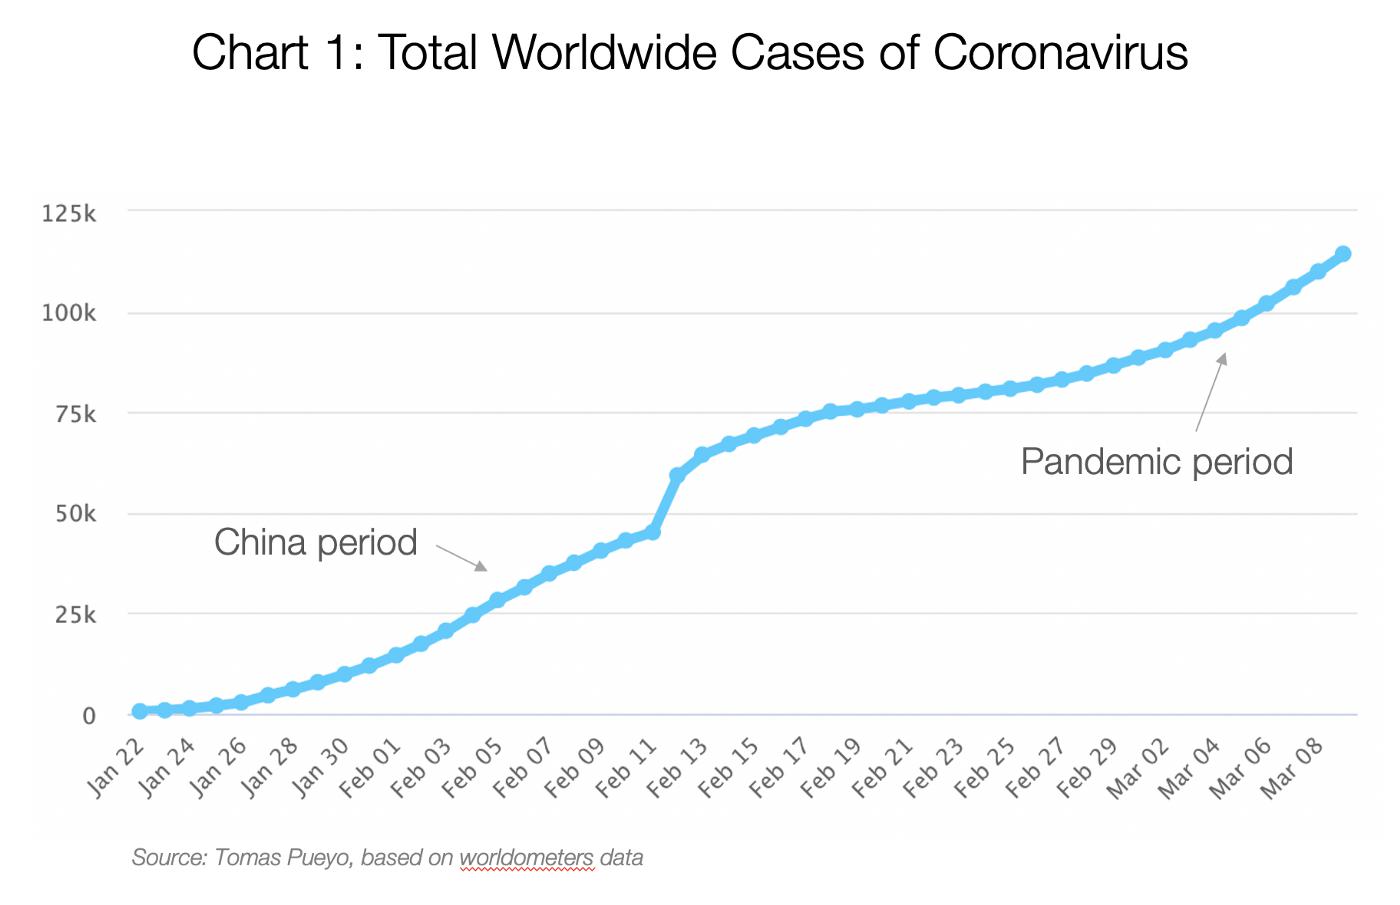 Chart 1: Total Worldwide Cases of Coronavirus
125k
100k
75k
50k
25k
0
China period
Pandemic period
Jan 22
Jan 24
Jan 26
Jan 28
Jan 30
Feb 01
Feb 03
Feb 05
Feb 07
Feb 09
Feb 11
Feb 13
Feb 15
Feb 17
Feb 19
Feb 21
Feb 23
Feb 25
Feb 27
Feb 29
Mar 02
Mar 04
Mar 06
Mar 08
Source: Tomas Pueyo, based on worldometers data